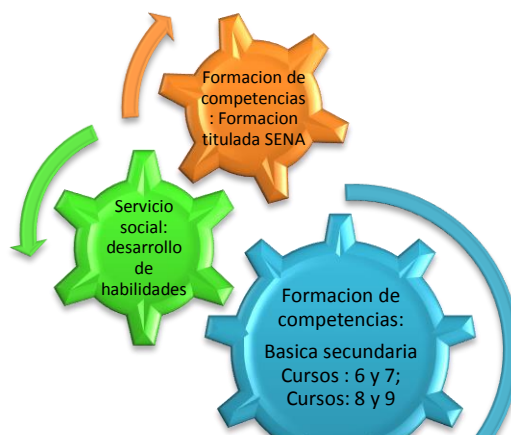 Formacion de
competencias
: Formacion
titulada SENA
Servicio
social:
desarrollo
de
habilidades
Formacion de
competencias:
Basica secundaria
Cursos : 6 y 7;
Cursos: 8 y 9